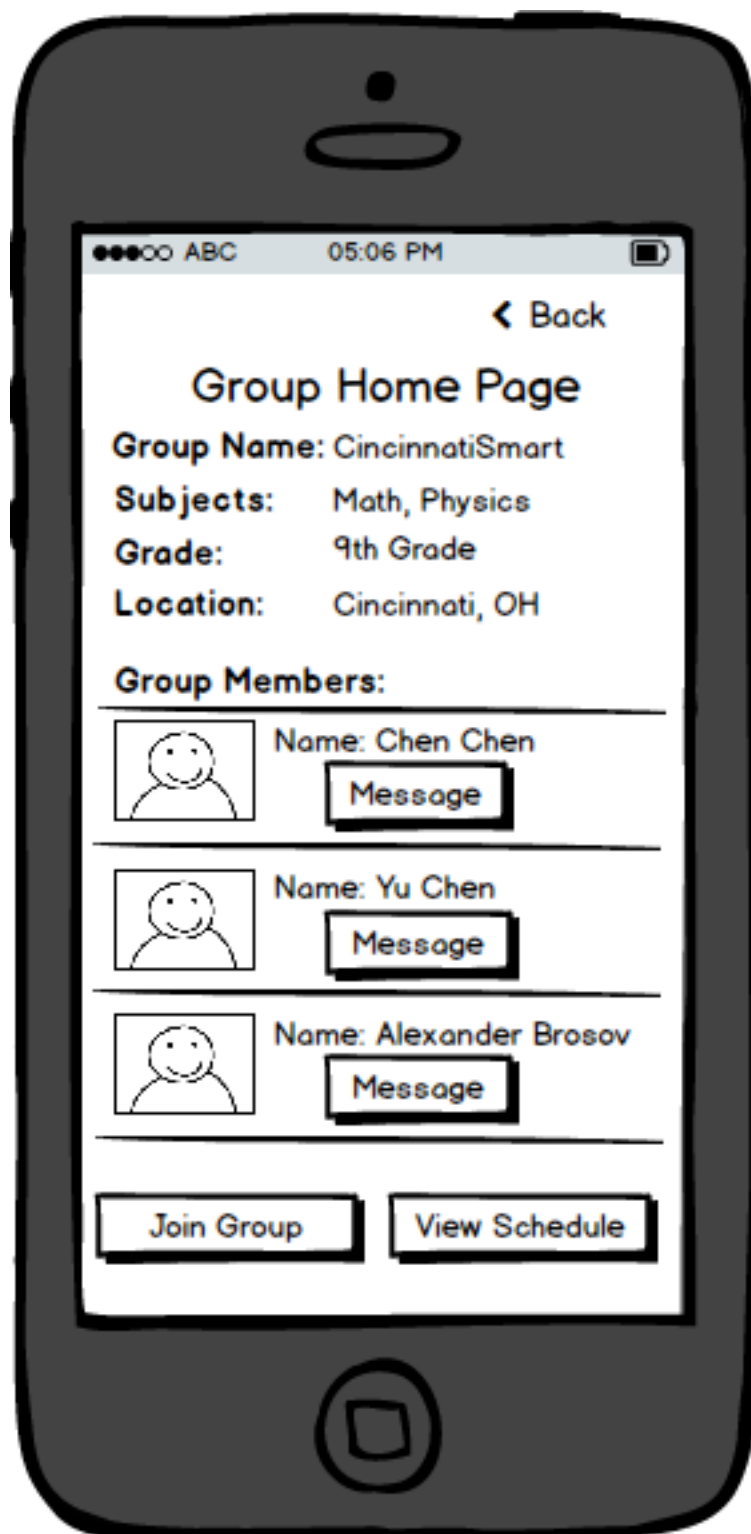 ABC 05:06 PM
Back
Group Home Page
Group Name: CincinnatiSmart
Subjects: Math, Physics
Grade: 9th Grade
Location: Cincinnati, OH
Group Members:
Name: Chen Chen
Message
Name: Yu Chen
Message
Name: Alexander Brosov
Message
Join Group View Schedule